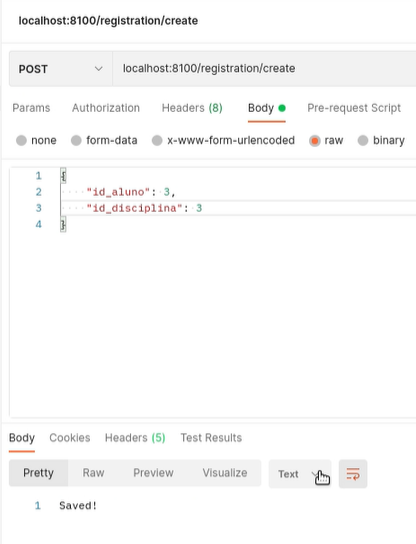 localhost:8100/registration/create
POST localhost:8100/registration/create
Params Authorization Headers (8) Body Pre-request Script
none form-data x-www-form-urlencoded raw binary
1 {
2 "id_aluno": 3,
3 "id_disciplina": 3
4 }
Body Cookies Headers (5) Test Results
Pretty Raw Preview Visualize Text
1 Saved!